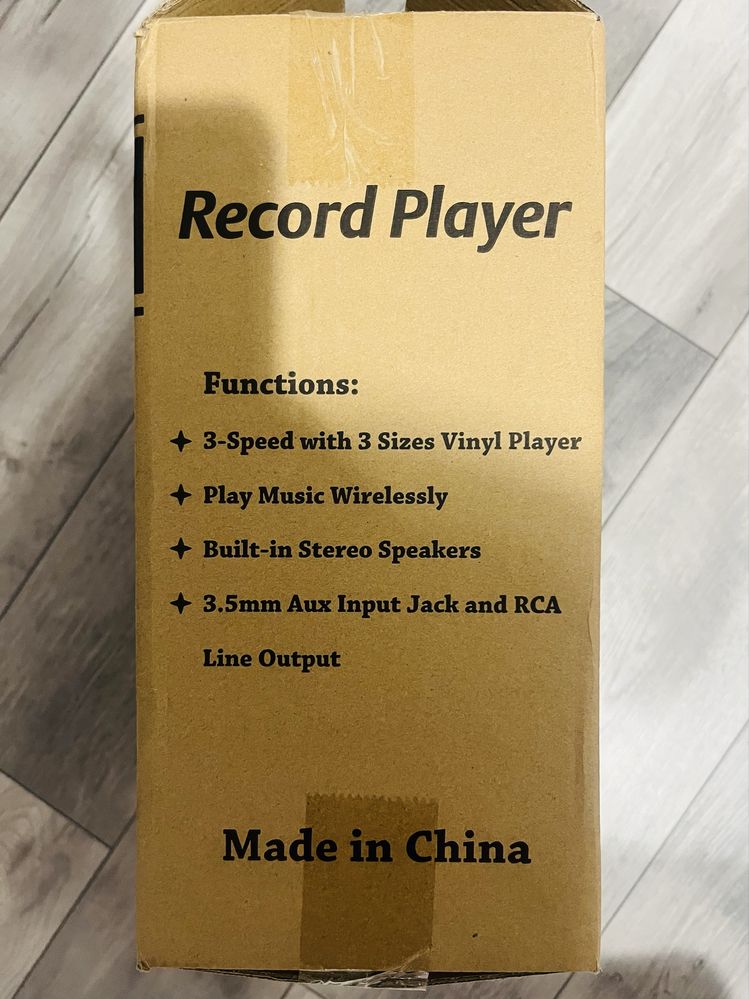 Record Player
Functions:
✦ 3-Speed with 3 Sizes Vinyl Player
✦ Play Music Wirelessly
✦ Built-in Stereo Speakers
✦ 3.5mm Aux Input Jack and RCA
Line Output
Made in China